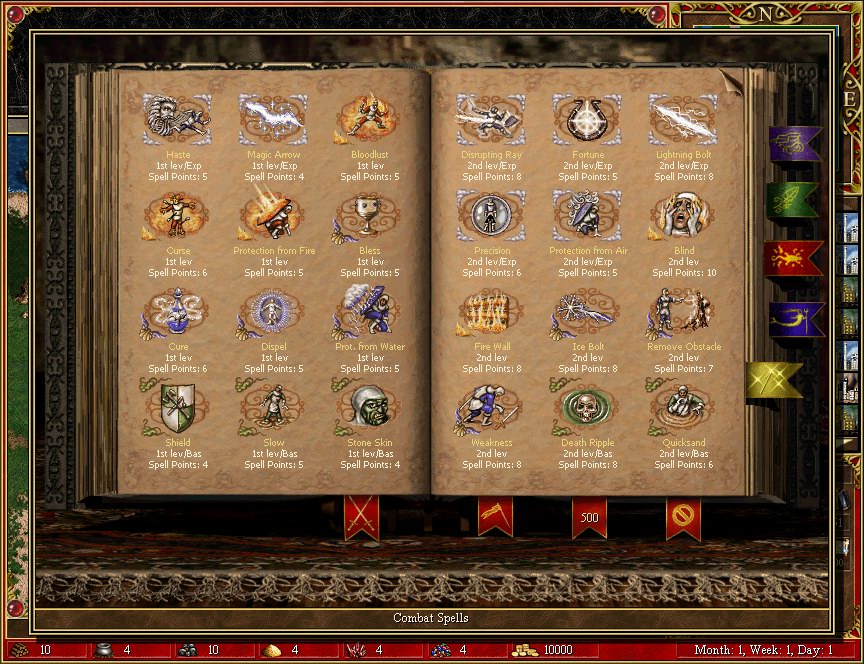 N
E
Haste
1st lev/Exp
Spell Points: 5
Magic Arrow
1st lev/Exp
Spell Points: 4
Bloodlust
1st lev
Spell Points: 5
Curse
1st lev
Spell Points: 6
Protection from Fire
1st lev
Spell Points: 5
Bless
1st lev
Spell Points: 5
Cure
1st lev
Spell Points: 6
Dispel
1st lev
Spell Points: 5
Prot. from Water
1st lev
Spell Points: 5
Shield
1st lev/Bas
Spell Points: 4
Slow
1st lev/Bas
Spell Points: 5
Stone Skin
1st lev/Bas
Spell Points: 4
Disrupting Ray
2nd lev/Exp
Spell Points: 8
Fortune
2nd lev/Exp
Spell Points: 5
Lightning Bolt
2nd lev/Exp
Spell Points: 8
Precision
2nd lev/Exp
Spell Points: 6
Protection from Air
2nd lev/Exp
Spell Points: 5
Blind
2nd lev
Spell Points: 10
Fire Wall
2nd lev
Spell Points: 8
Ice Bolt
2nd lev
Spell Points: 8
Remove Obstacle
2nd lev
Spell Points: 7
Weakness
2nd lev
Spell Points: 8
Death Ripple
2nd lev/Bas
Spell Points: 8
Quicksand
2nd lev/Bas
Spell Points: 6
500
Combat Spells
10 4 10 4 4 4 10000 Month: 1, Week: 1, Day: 1